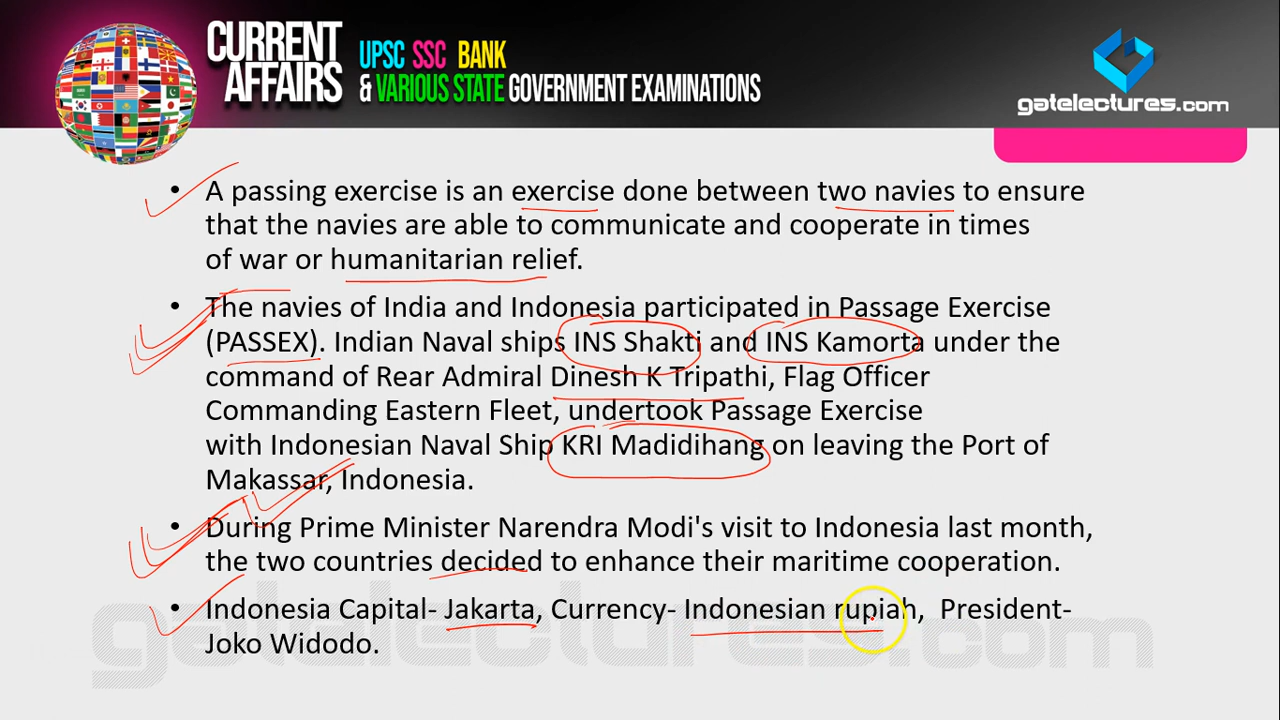 CURRENT
AFFAIRS
UPSC SSC BANK
& VARIOUS STATE GOVERNMENT EXAMINATIONS
gatelectures.com
• A passing exercise is an exercise done between two navies to ensure
that the navies are able to communicate and cooperate in times
of war or humanitarian relief.
• The navies of India and Indonesia participated in Passage Exercise
(PASSEX). Indian Naval ships INS Shakti and INS Kamorta under the
command of Rear Admiral Dinesh K Tripathi, Flag Officer
Commanding Eastern Fleet, undertook Passage Exercise
with Indonesian Naval Ship KRI Madidihang on leaving the Port of
Makassar, Indonesia.
• During Prime Minister Narendra Modi's visit to Indonesia last month,
the two countries decided to enhance their maritime cooperation.
• Indonesia Capital- Jakarta, Currency- Indonesian rupiah, President-
Joko Widodo.
gatelectures.com